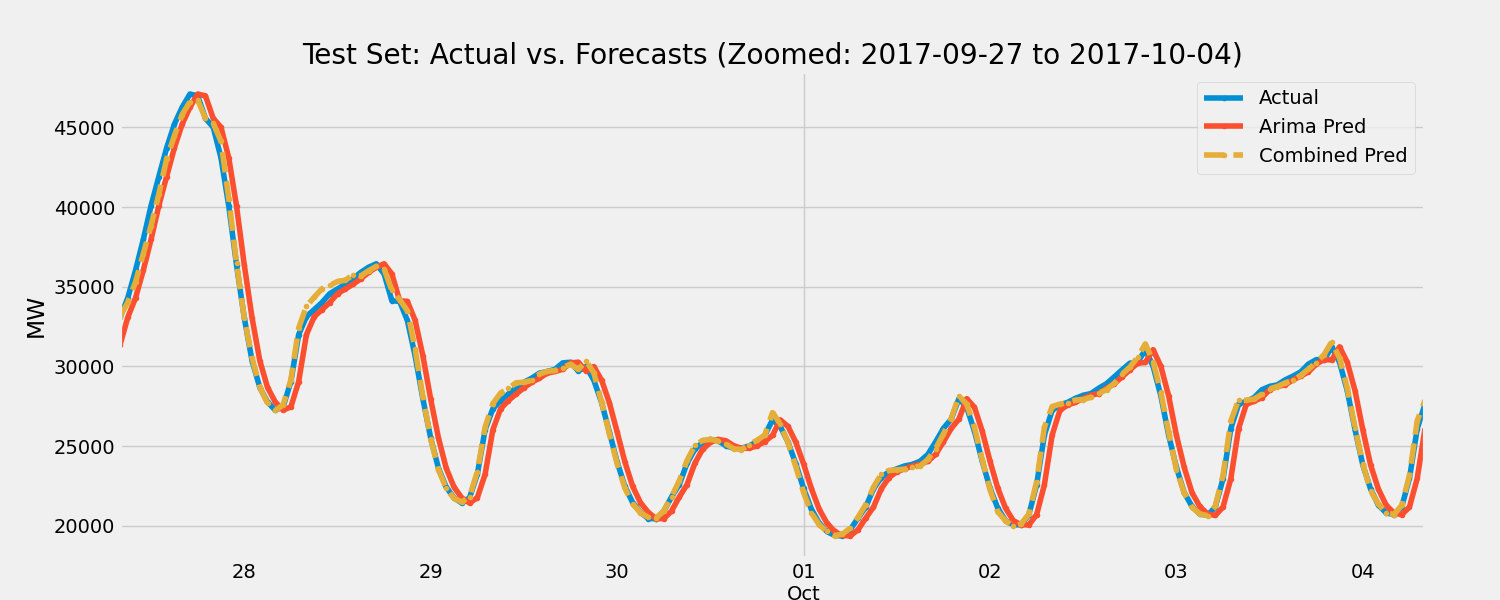 Test Set: Actual vs. Forecasts (Zoomed: 2017-09-27 to 2017-10-04)
Actual
Arima Pred
Combined Pred
MW
45000
40000
35000
30000
25000
20000
28
29
30
01
02
03
04
Oct